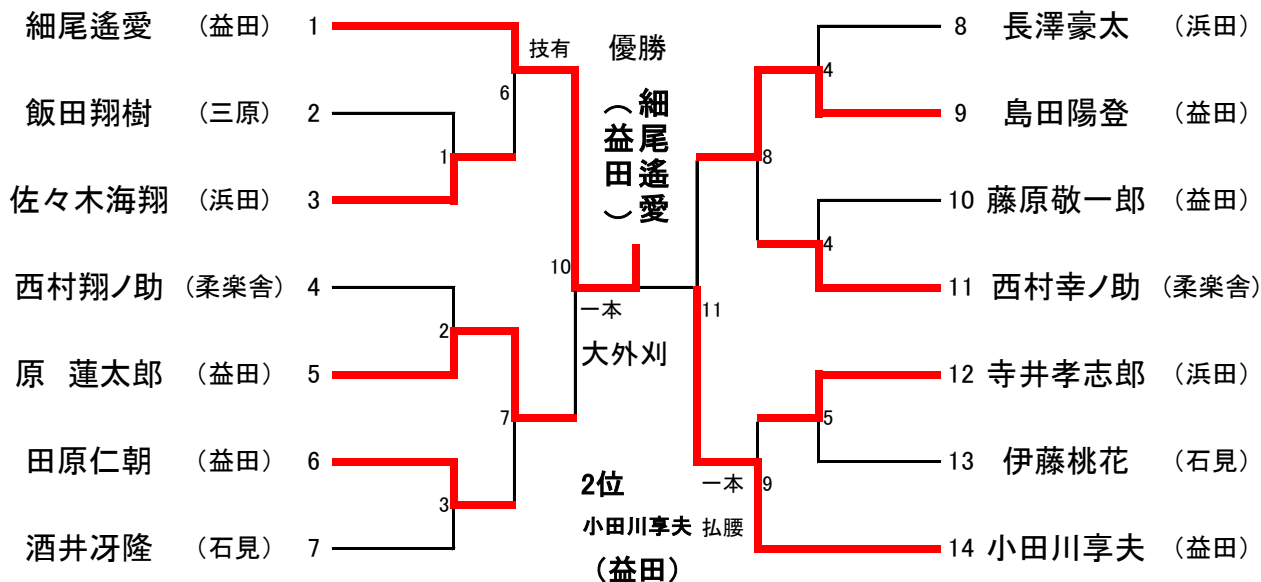 細尾遙愛 （益田） 1
飯田翔樹 （三原） 2
佐々木海翔 （浜田） 3
西村翔ノ助 （柔楽舎） 4
原　蓮太郎 （益田） 5
田原仁朝 （益田） 6
酒井冴隆 （石見） 7
技有
6
1
2
7
3
10
一本
大外刈
優勝
細尾遙愛
（益田）
2位
小田川享夫
（益田）
11
一本
払腰
4
8
4
5
9
8 長澤豪太 （浜田）
9 島田陽登 （益田）
10 藤原敬一郎 （益田）
11 西村幸ノ助 （柔楽舎）
12 寺井孝志郎 （浜田）
13 伊藤桃花 （石見）
14 小田川享夫 （益田）